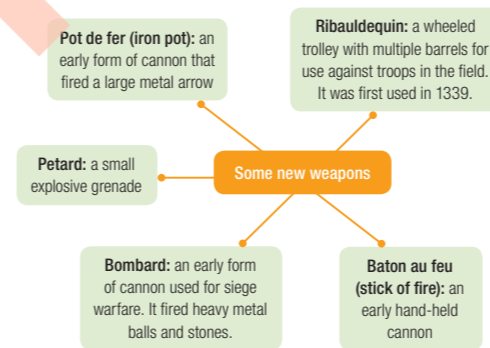 Pot de fer (iron pot): an
early form of cannon that
fired a large metal arrow
Ribauldequin: a wheeled
trolley with multiple barrels for
use against troops in the field.
It was first used in 1339.
Petard: a small
explosive grenade
Some new weapons
Bombard: an early form
of cannon used for siege
warfare. It fired heavy metal
balls and stones.
Baton au feu
(stick of fire): an
early hand-held
cannon